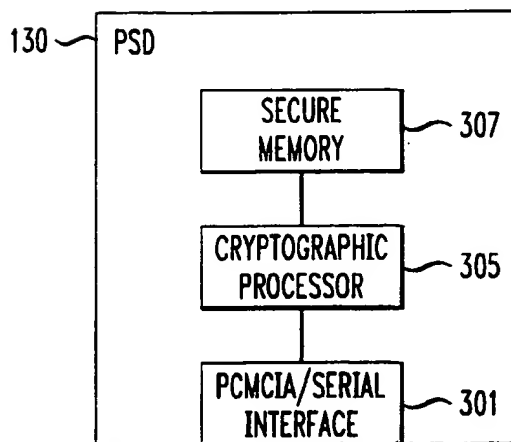 130 PSD
SECURE
MEMORY
307
CRYPTOGRAPHIC
PROCESSOR
305
PCMCIA/SERIAL
INTERFACE
301